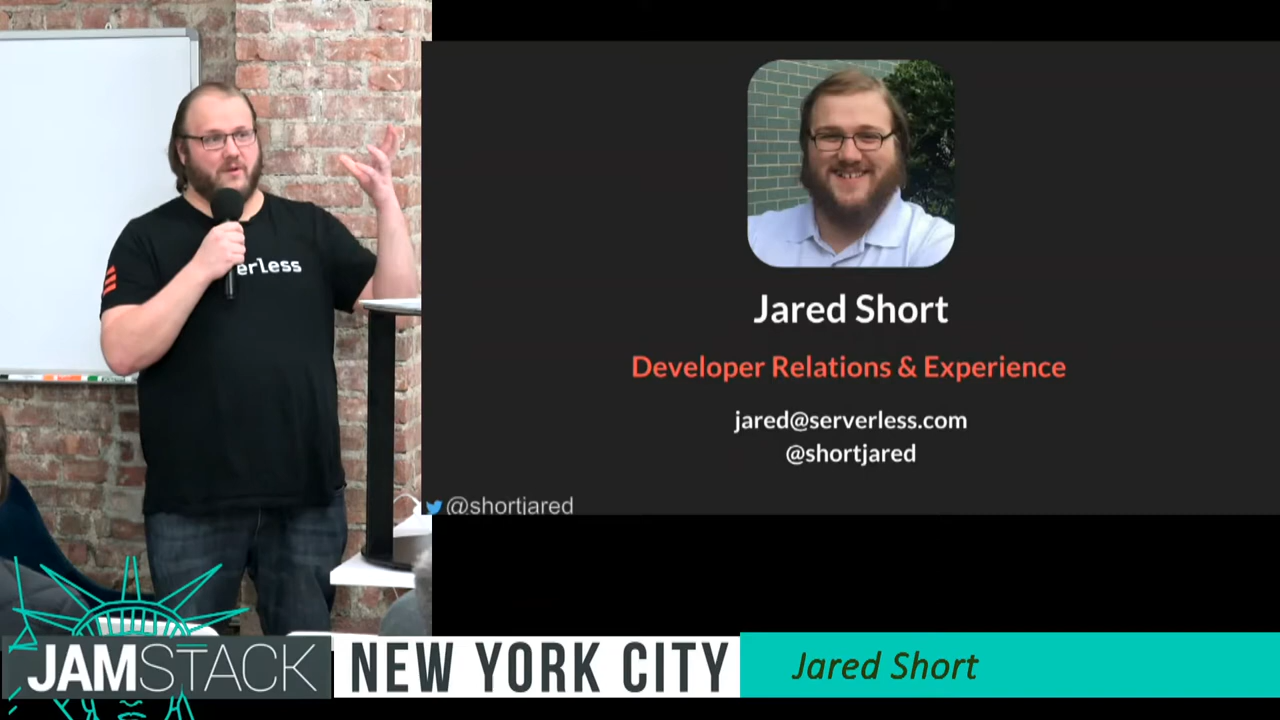 erless
Jared Short
Developer Relations & Experience
jared@serverless.com
@shortjared
@shortjared
JAMSTACK
NEW YORK CITY
Jared Short